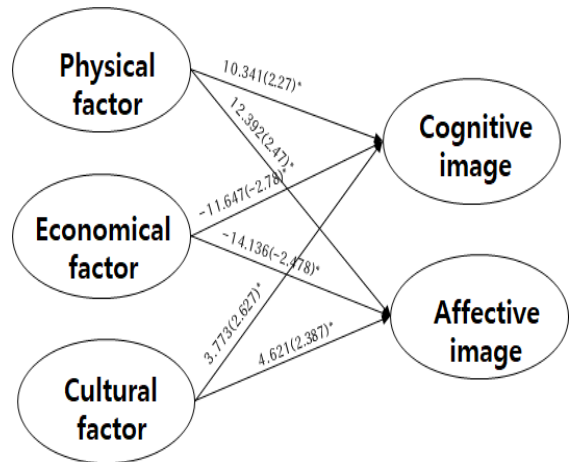 Physical
factor
10.341(2.27)*
12.392(2.47)*
Cognitive
image
Economical
factor
-11.647(-2.78)*
-14.136(-2.478)*
Affective
image
Cultural
factor
3.773(2.627)*
4.621(2.387)*